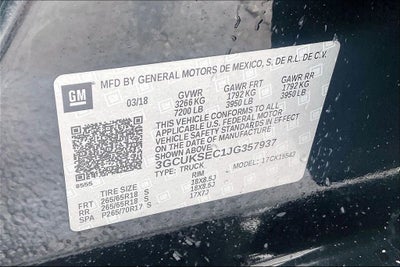 MFD BY GENERAL MOTORS DE MEXICO, S. DE R.L. DE C.V.
GM
03/18 GVWR GAWR FRT GAWR RR
3266 KG 1792 KG 1792 KG
7200 LB 3950 LB 3950 LB
THIS VEHICLE CONFORMS TO ALL APPLICABLE
U.S. FEDERAL MOTOR VEHICLE SAFETY
STANDARDS IN EFFECT ON THE
DATE OF MANUFACTURE
3GCUKSEC1JG357937
TYPE: TRUCK MODEL: 17CK15543
8555
TIRE SIZE RIM
FRT 265/65R18 S 18X8.5J
RR 265/65R18 S 18X8.5J
SPA P265/70R17 S 17X7J